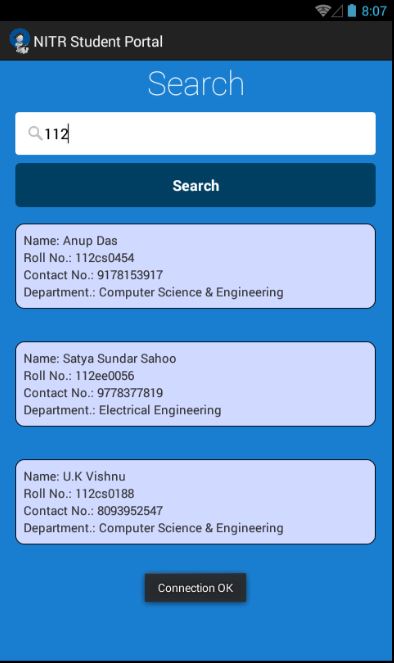 8:07
NITR Student Portal
Search
112
Search
Name: Anup Das
Roll No.: 112cs0454
Contact No.: 9178153917
Department.: Computer Science & Engineering
Name: Satya Sundar Sahoo
Roll No.: 112ee0056
Contact No.: 9778377819
Department.: Electrical Engineering
Name: U.K Vishnu
Roll No.: 112cs0188
Contact No.: 8093952547
Department.: Computer Science & Engineering
Connection OK